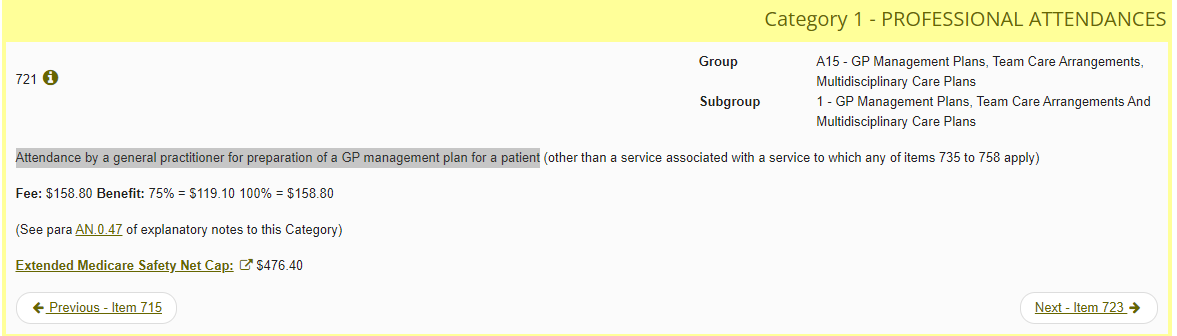 Category 1 - PROFESSIONAL ATTENDANCES
721
Group
A15 - GP Management Plans, Team Care Arrangements,
Multidisciplinary Care Plans
Subgroup
1 - GP Management Plans, Team Care Arrangements And
Multidisciplinary Care Plans
Attendance by a general practitioner for preparation of a GP management plan for a patient (other than a service associated with a service to which any of items 735 to 758 apply)
Fee: $158.80 Benefit: 75% = $119.10 100% = $158.80
(See para AN.0.47 of explanatory notes to this Category)
Extended Medicare Safety Net Cap: $476.40
Previous - Item 715
Next - Item 723